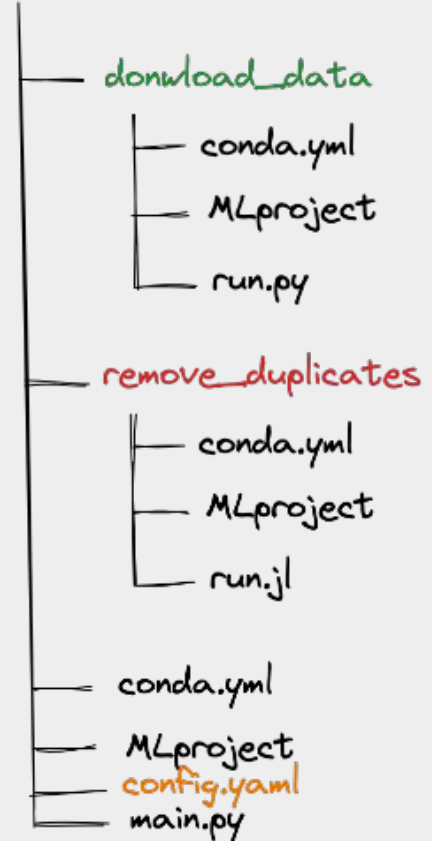 donwload_data
conda.yml
MLproject
run.py
remove_duplicates
conda.yml
MLproject
run.jl
conda.yml
MLproject
config.yaml
main.py